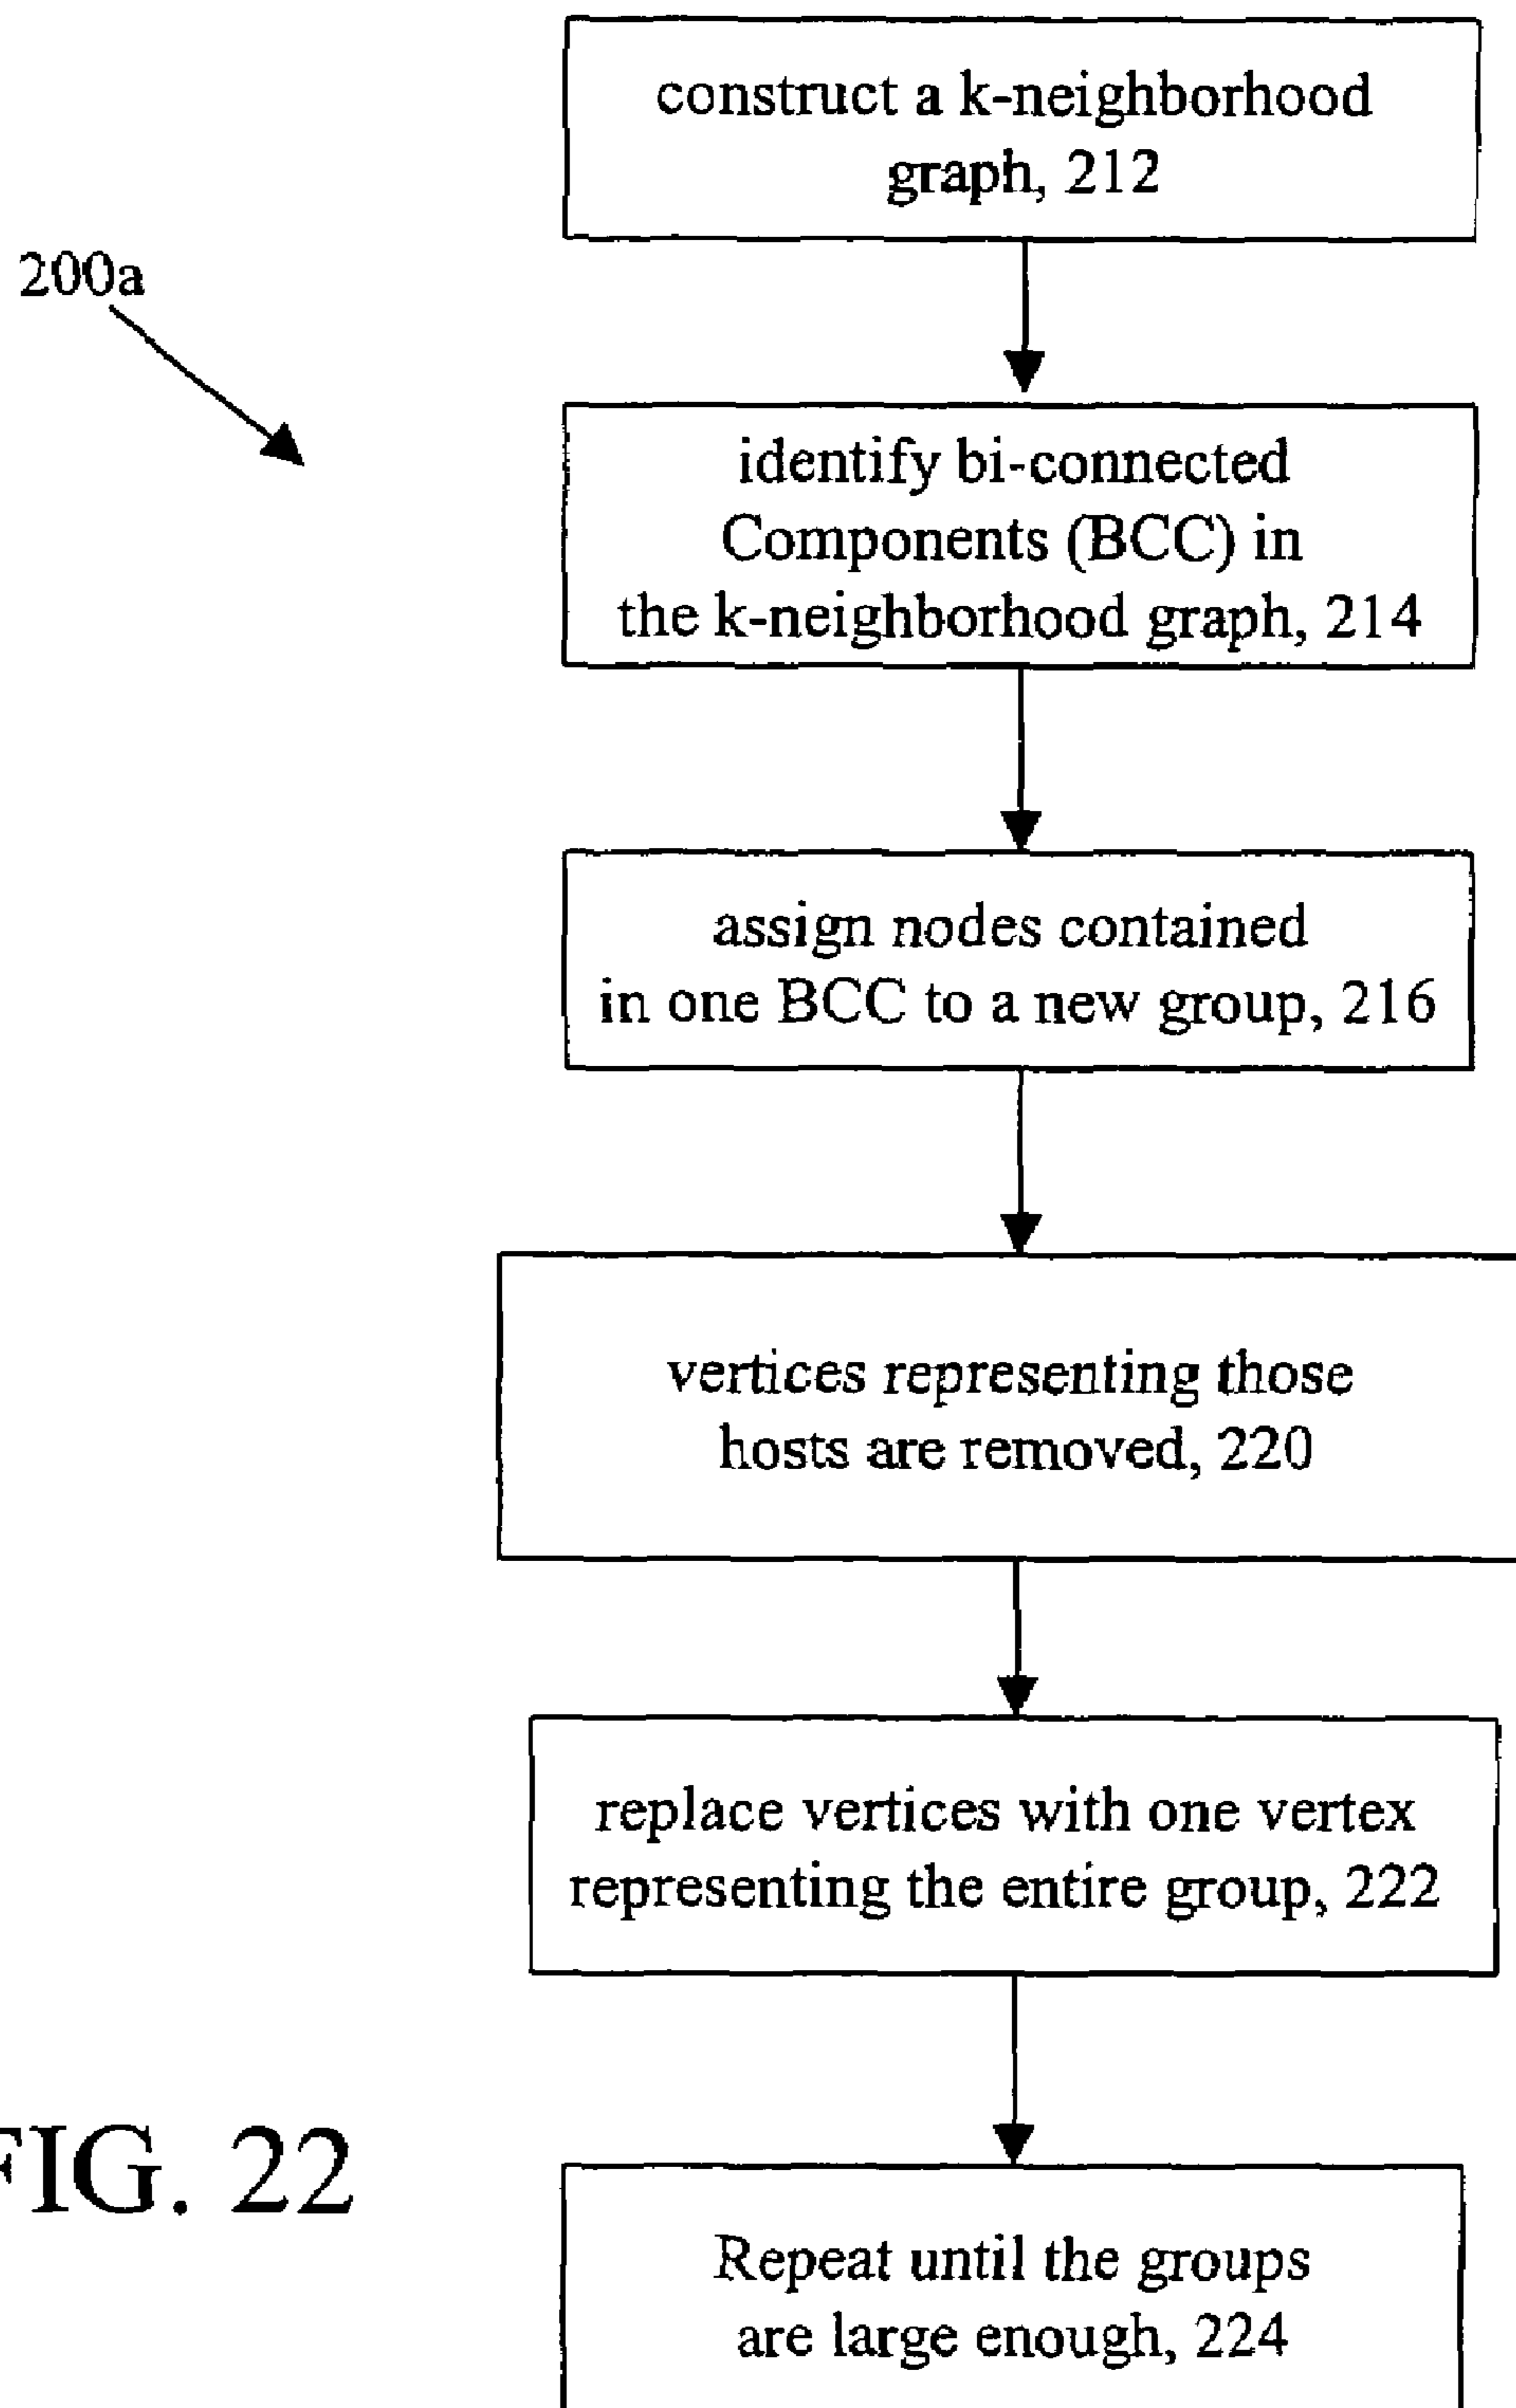 construct a k-neighborhood
graph, 212
200a
identify bi-connected
Components (BCC) in
the k-neighborhood graph, 214
assign nodes contained
in one BCC to a new group, 216
vertices representing those
hosts are removed, 220
replace vertices with one vertex
representing the entire group, 222
FIG. 22
Repeat until the groups
are large enough, 224